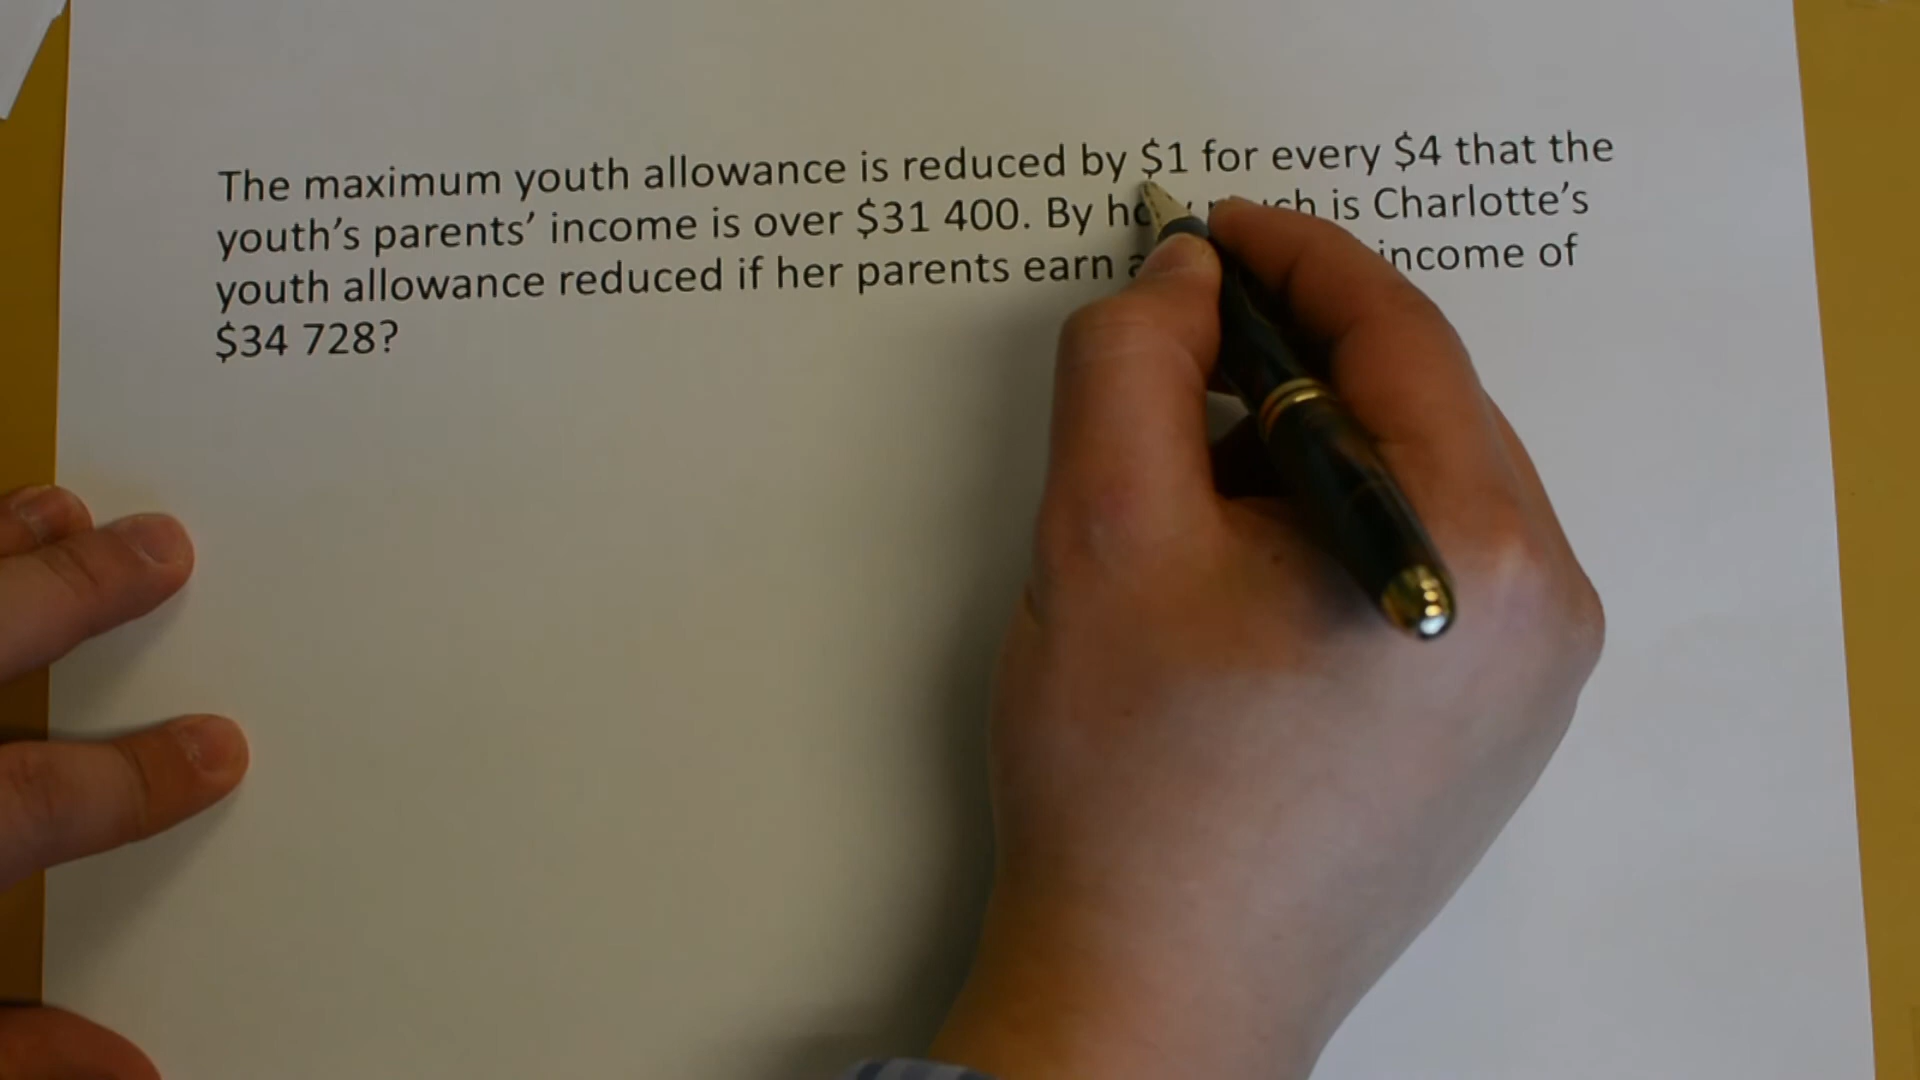 The maximum youth allowance is reduced by $1 for every $4 that the
youth's parents' income is over $31 400. By is Charlotte's
youth allowance reduced if her parents earn income of
$34 728?